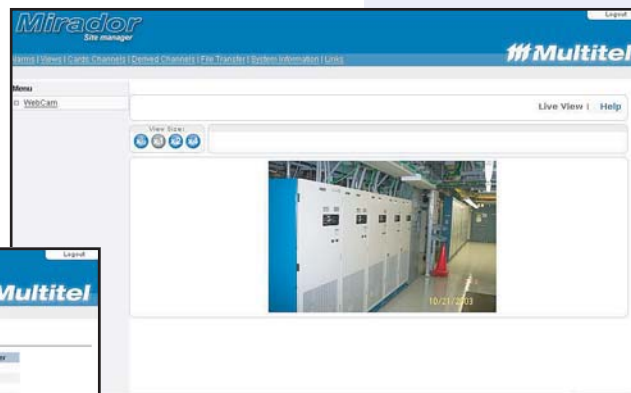 Logout
Mirador
Site manager
Alarms | Views | Cards Channels | Derived Channels | File Transfer | System Information | Links
Multitel
Menu
WebCam
Live View | Help
View Size:
10/21/2003
Logout
Multitel